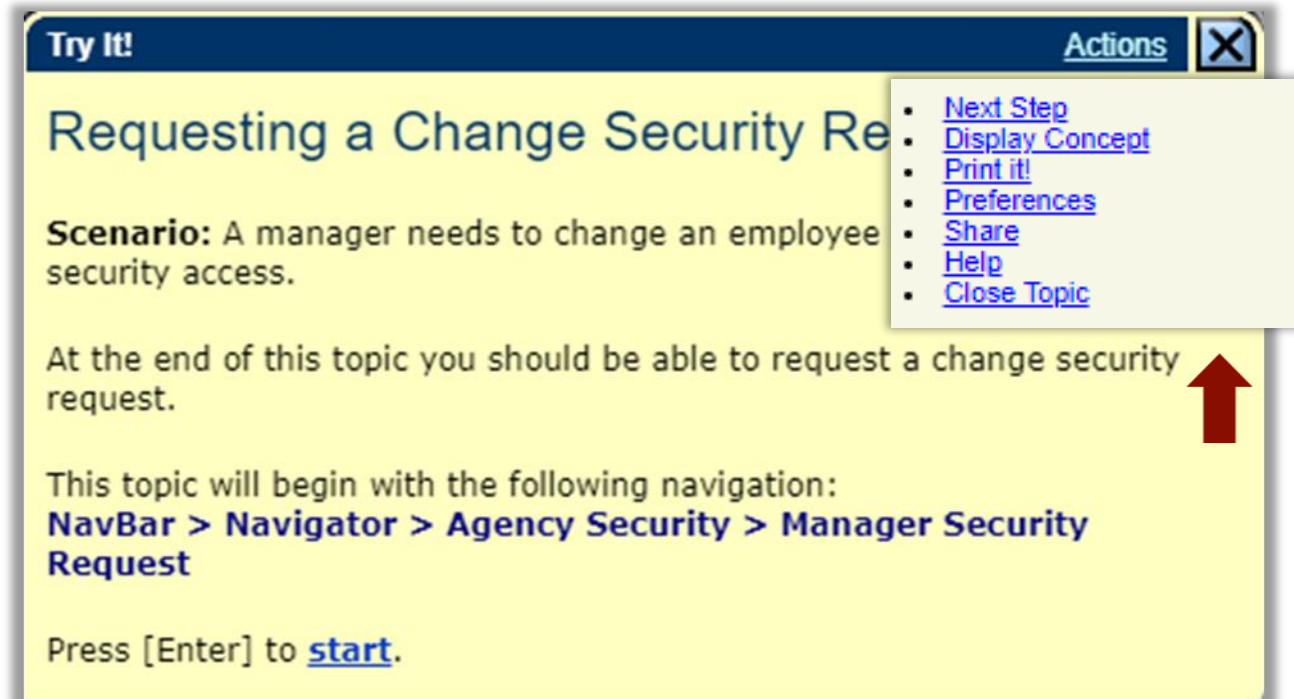 Try It!
Actions
Requesting a Change Security Re
Next Step
Display Concept
Print it!
Preferences
Share
Help
Close Topic
Scenario: A manager needs to change an employee
security access.
At the end of this topic you should be able to request a change security
request.
This topic will begin with the following navigation:
NavBar > Navigator > Agency Security > Manager Security
Request
Press [Enter] to start.